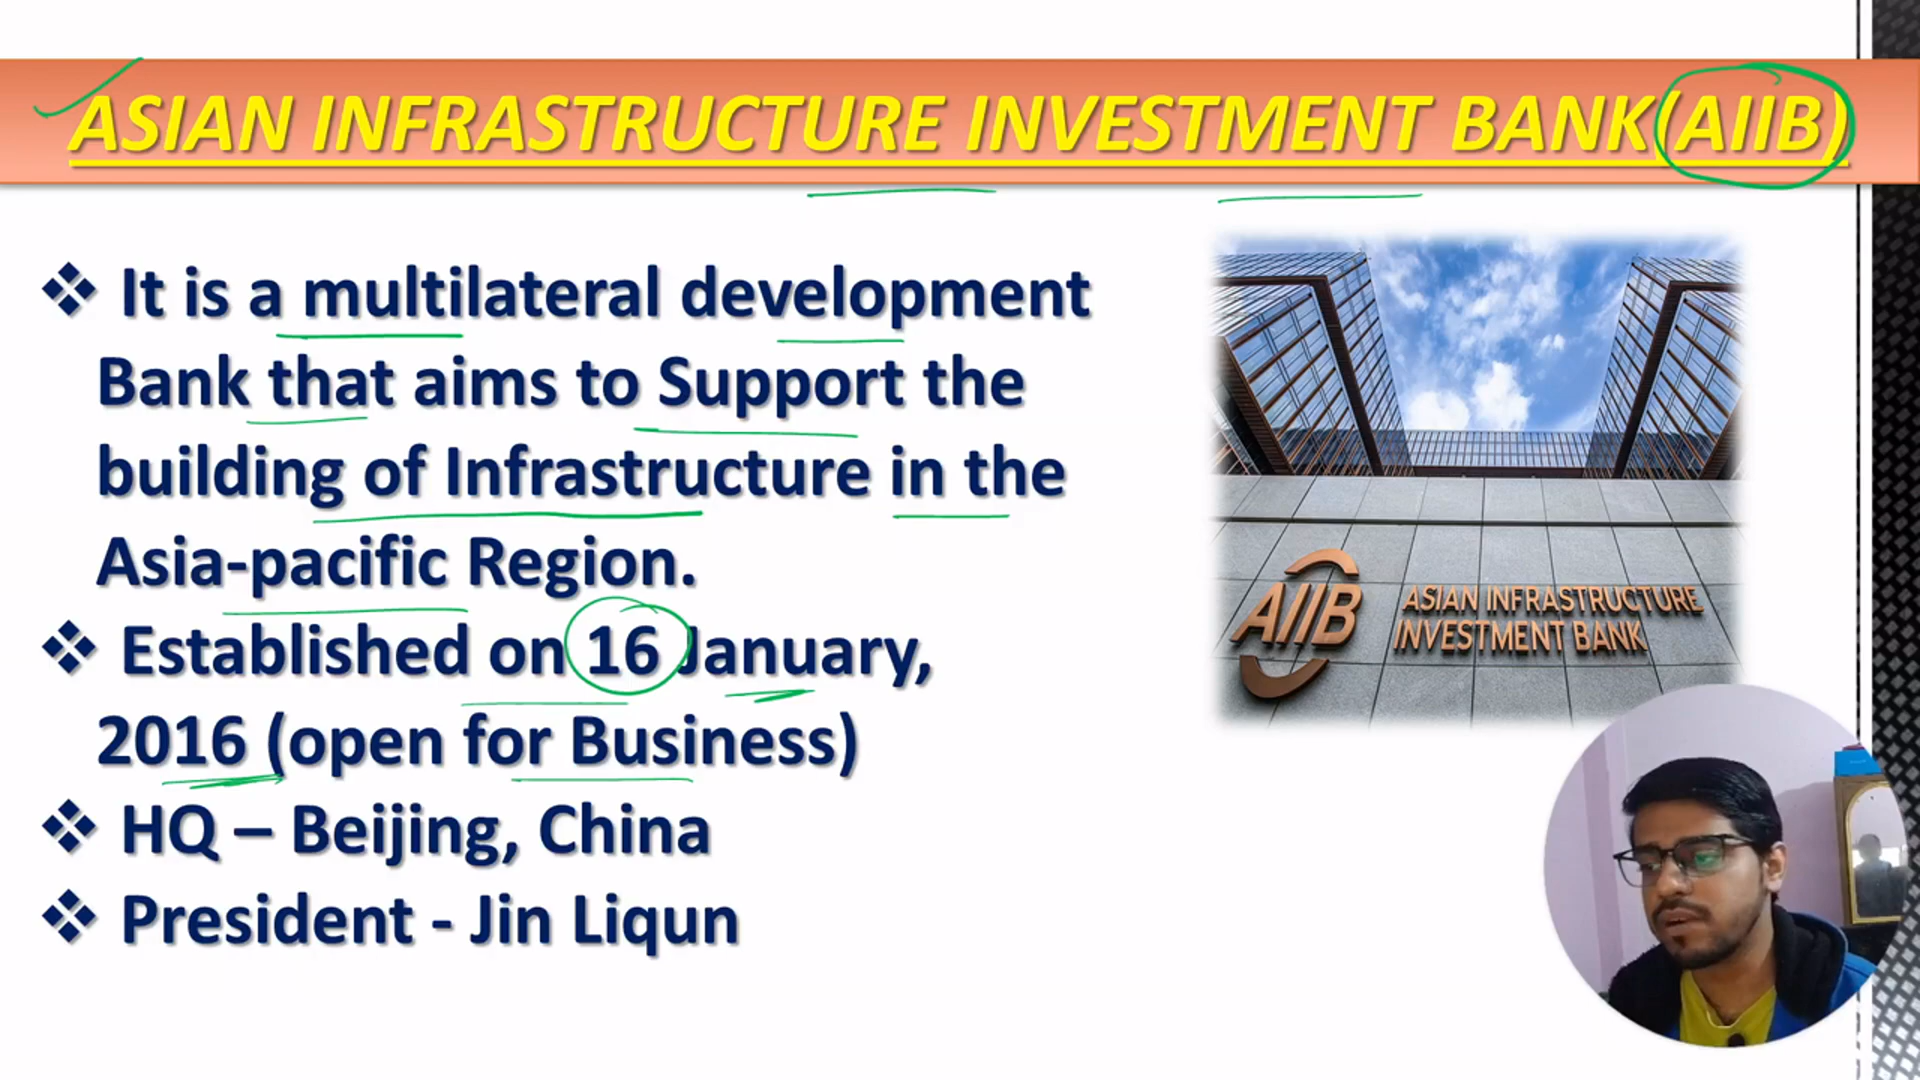 ASIAN INFRASTRUCTURE INVESTMENT BANK(AIIB)
❖ It is a multilateral development
Bank that aims to Support the
building of Infrastructure in the
Asia-pacific Region.
❖ Established on 16 January,
2016 (open for Business)
❖ HQ – Beijing, China
❖ President - Jin Liqun
AIIB
ASIAN INFRASTRUCTURE
INVESTMENT BANK